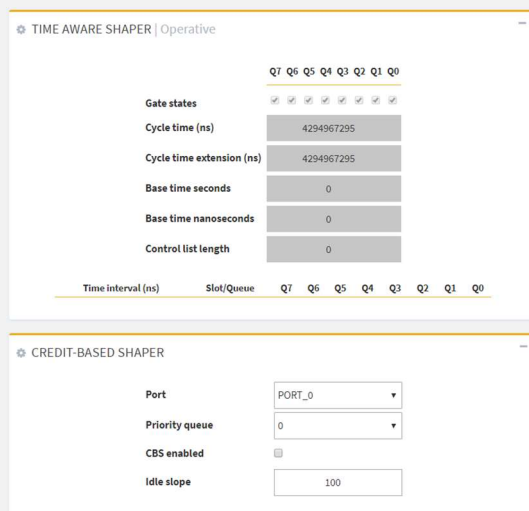 TIME AWARE SHAPER | Operative
Q7 Q6 Q5 Q4 Q3 Q2 Q1 Q0
Gate states
Cycle time (ns) 4294967295
Cycle time extension (ns) 4294967295
Base time seconds 0
Base time nanoseconds 0
Control list length 0
Time interval (ns) Slot/Queue Q7 Q6 Q5 Q4 Q3 Q2 Q1 Q0
CREDIT-BASED SHAPER
Port PORT_0
Priority queue 0
CBS enabled
Idle slope 100